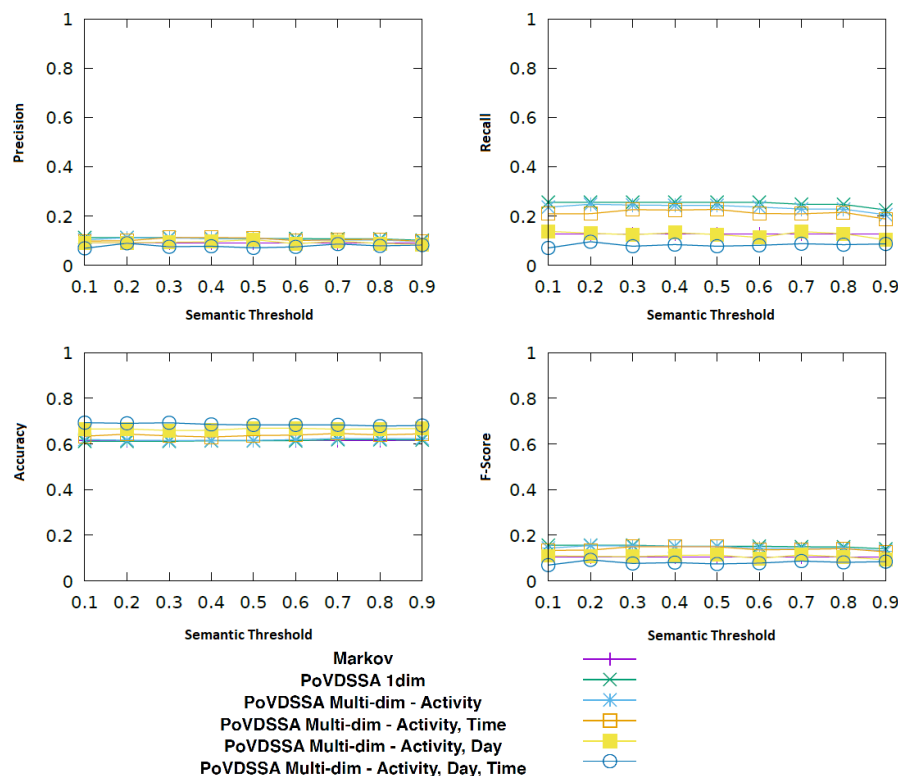 1
0.8
0.6
0.4
0.2
0
Precision
0.1 0.2 0.3 0.4 0.5 0.6 0.7 0.8 0.9
Semantic Threshold
1
0.8
0.6
0.4
0.2
0
Recall
0.1 0.2 0.3 0.4 0.5 0.6 0.7 0.8 0.9
Semantic Threshold
1
0.8
0.6
0.4
0.2
0
Accuracy
0.1 0.2 0.3 0.4 0.5 0.6 0.7 0.8 0.9
Semantic Threshold
1
0.8
0.6
0.4
0.2
0
F-Score
0.1 0.2 0.3 0.4 0.5 0.6 0.7 0.8 0.9
Semantic Threshold
Markov
PoVDSSA 1dim
PoVDSSA Multi-dim - Activity
PoVDSSA Multi-dim - Activity, Time
PoVDSSA Multi-dim - Activity, Day
PoVDSSA Multi-dim - Activity, Day, Time